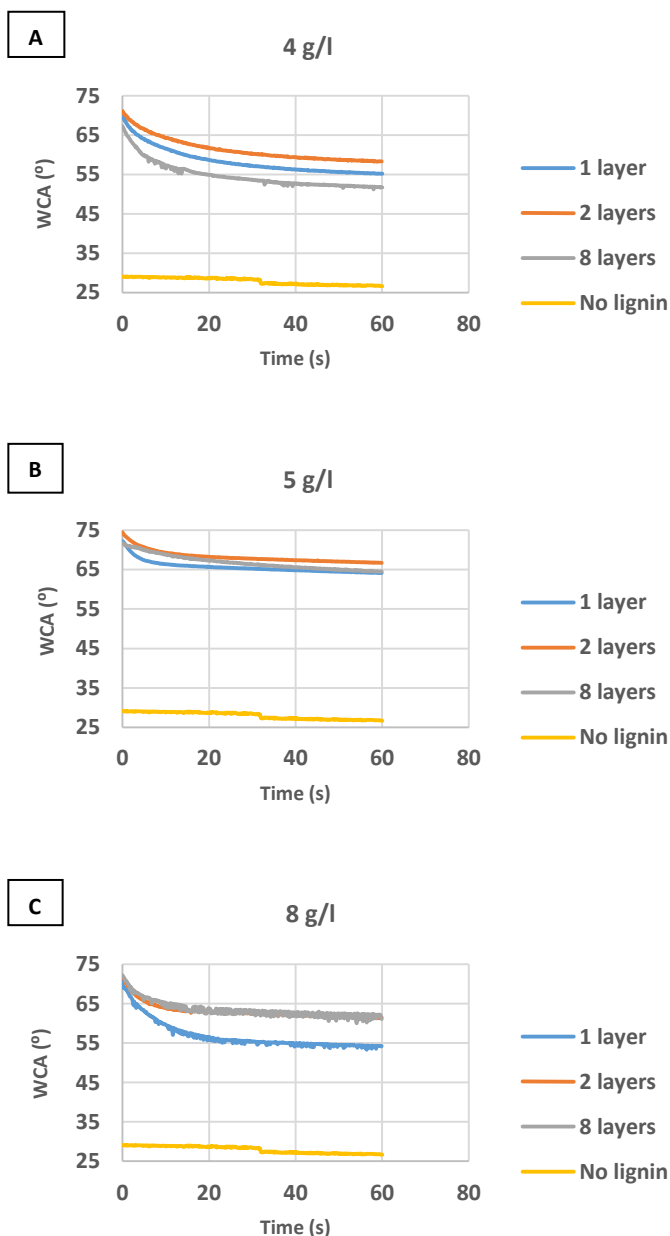 A
4 g/l
75
65
55
45
35
25
WCA (º)
0 20 40 60 80
Time (s)
1 layer
2 layers
8 layers
No lignin
B
5 g/l
75
65
55
45
35
25
WCA (º)
0 20 40 60 80
Time (s)
1 layer
2 layers
8 layers
No lignin
C
8 g/l
75
65
55
45
35
25
WCA (º)
0 20 40 60 80
Time (s)
1 layer
2 layers
8 layers
No lignin